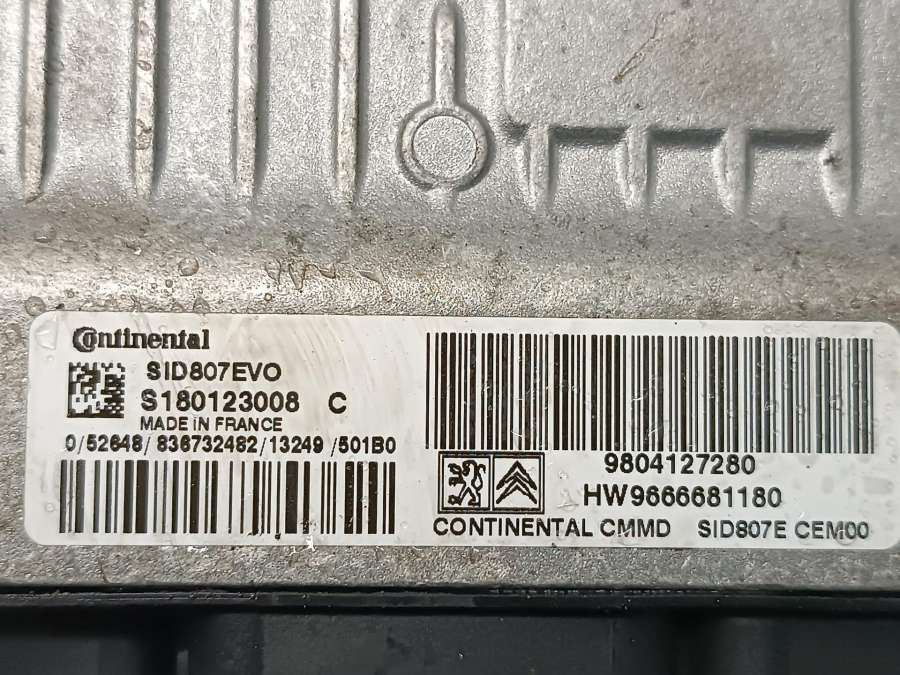 Continental
SID807EVO
S180123008 C
MADE IN FRANCE
0/52648/836732482/13249/501B0
9804127280
HW9666681180
CONTINENTAL CMMD SID807E CEM00